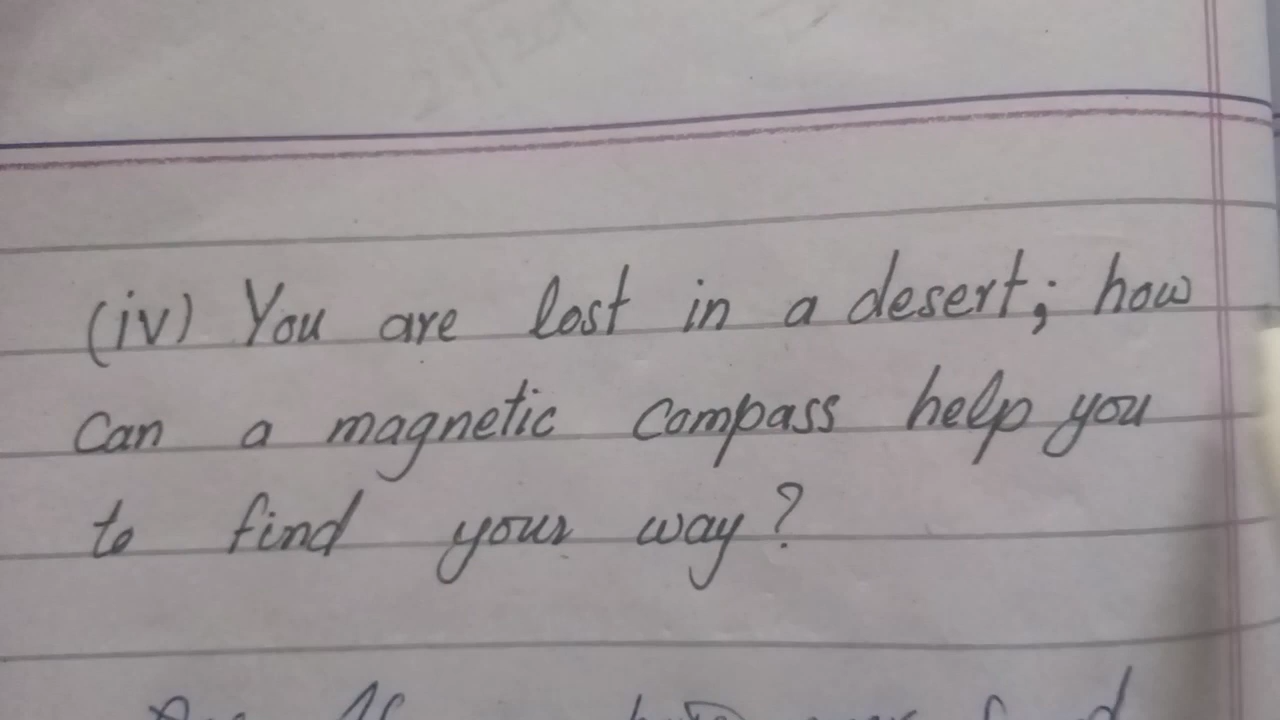 (iv) You are lost in a desert; how
can a magnetic compass help you
to find your way?